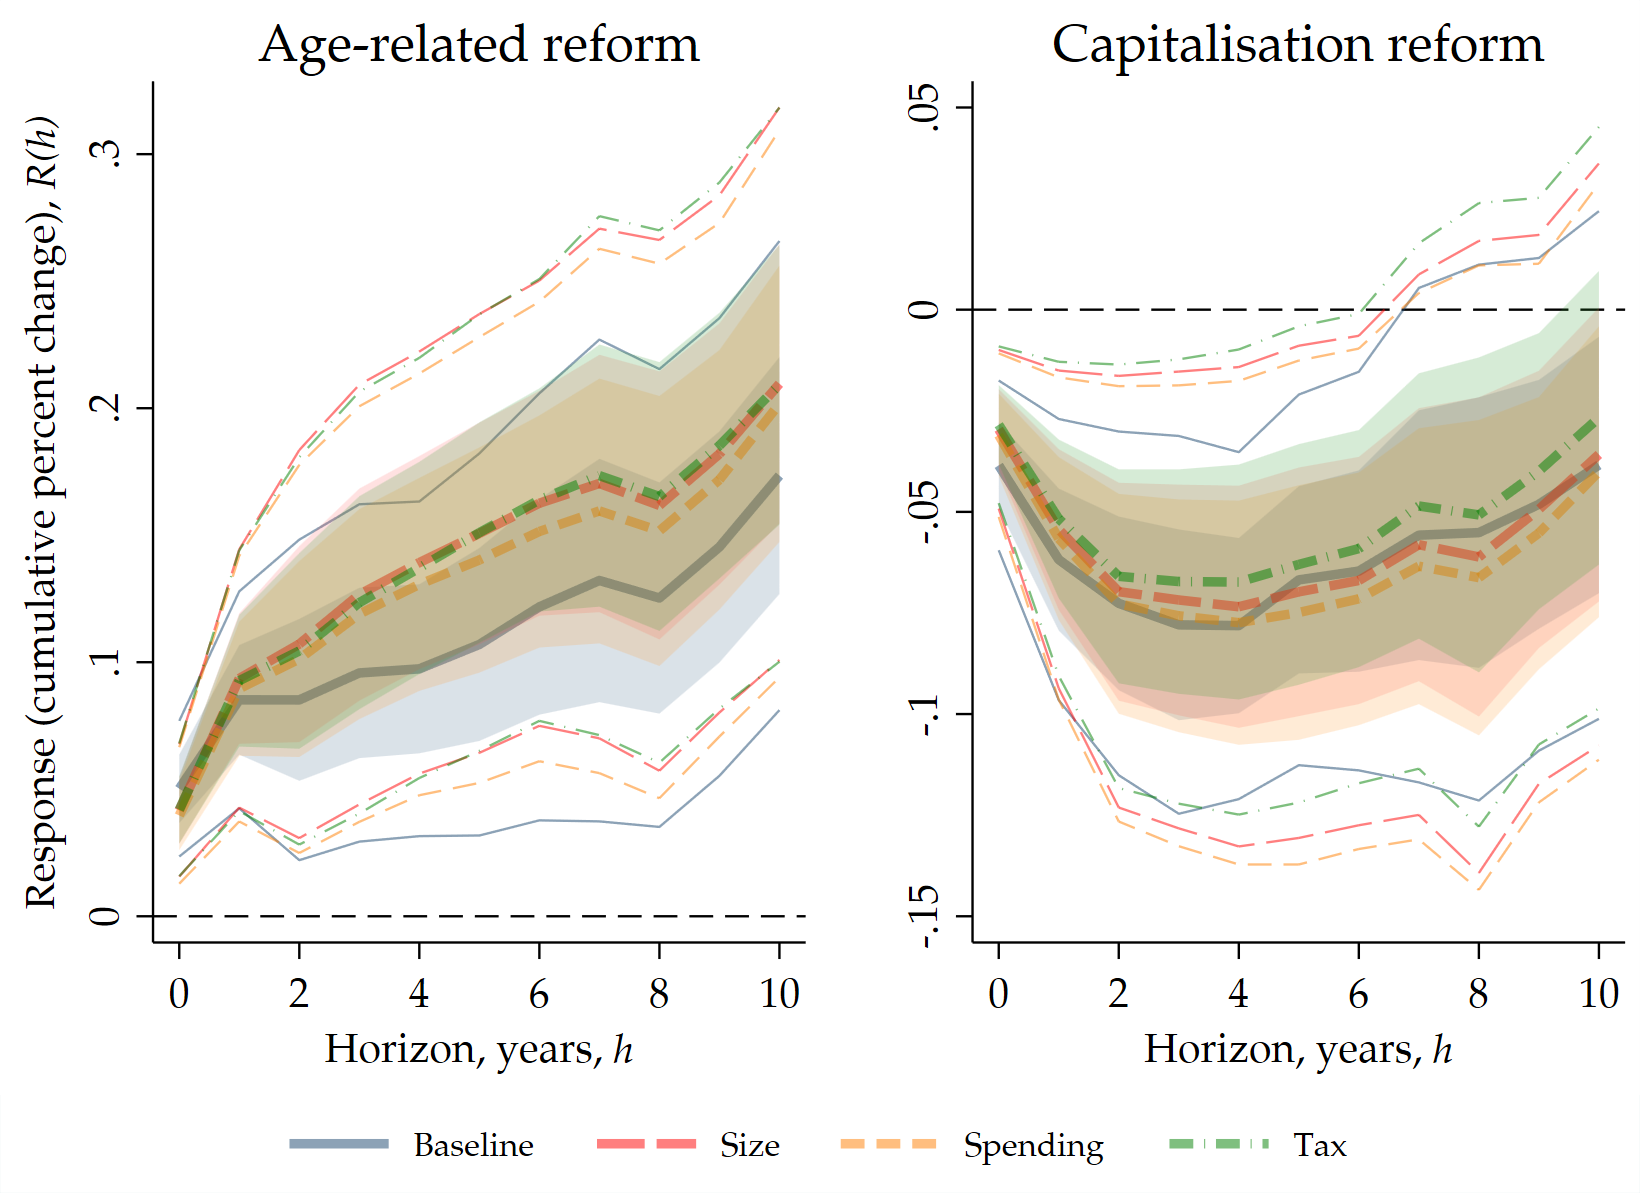 Age-related reform
Capitalisation reform
Response (cumulative percent change), R(h)
.3
.2
.1
0
.05
0
-.05
-.1
-.15
0 2 4 6 8 10
0 2 4 6 8 10
Horizon, years, h
Horizon, years, h
Baseline Size Spending Tax